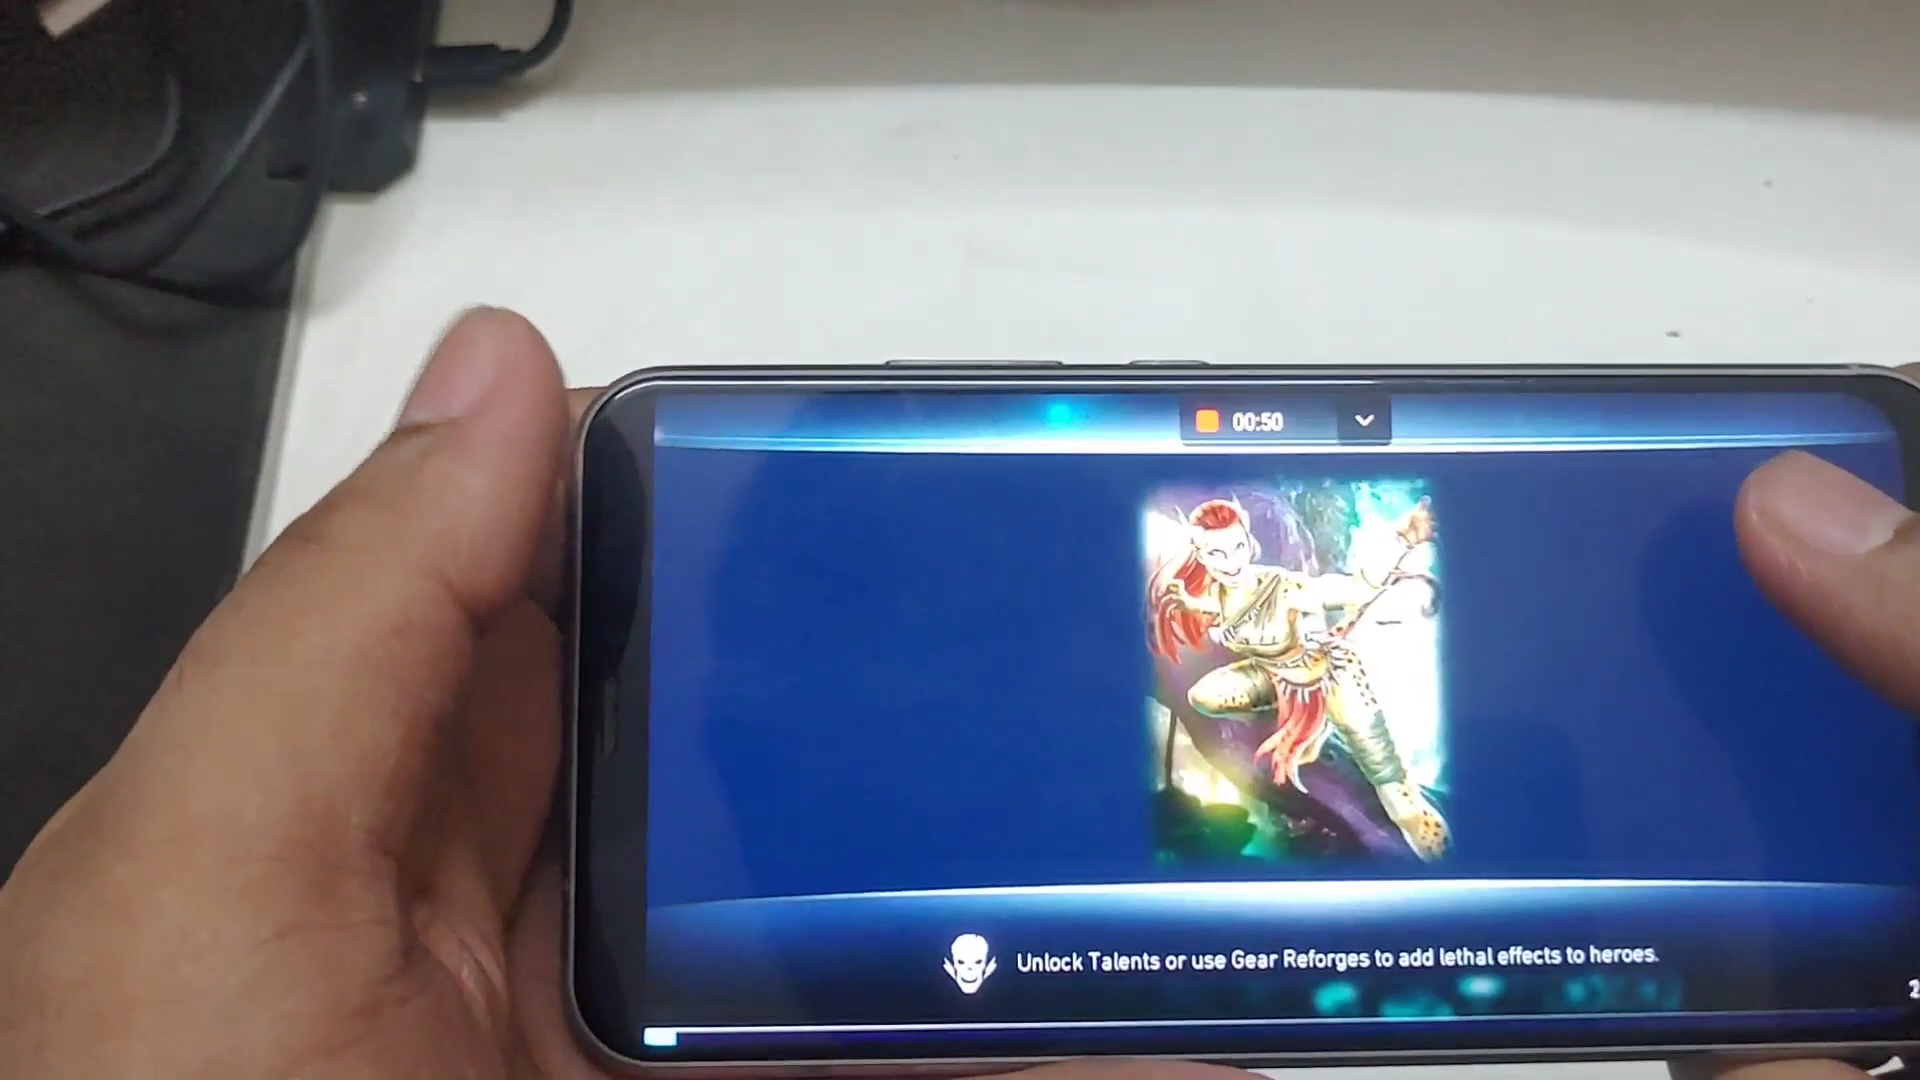 00:50
Unlock Talents or use Gear Reforges to add lethal effects to heroes.